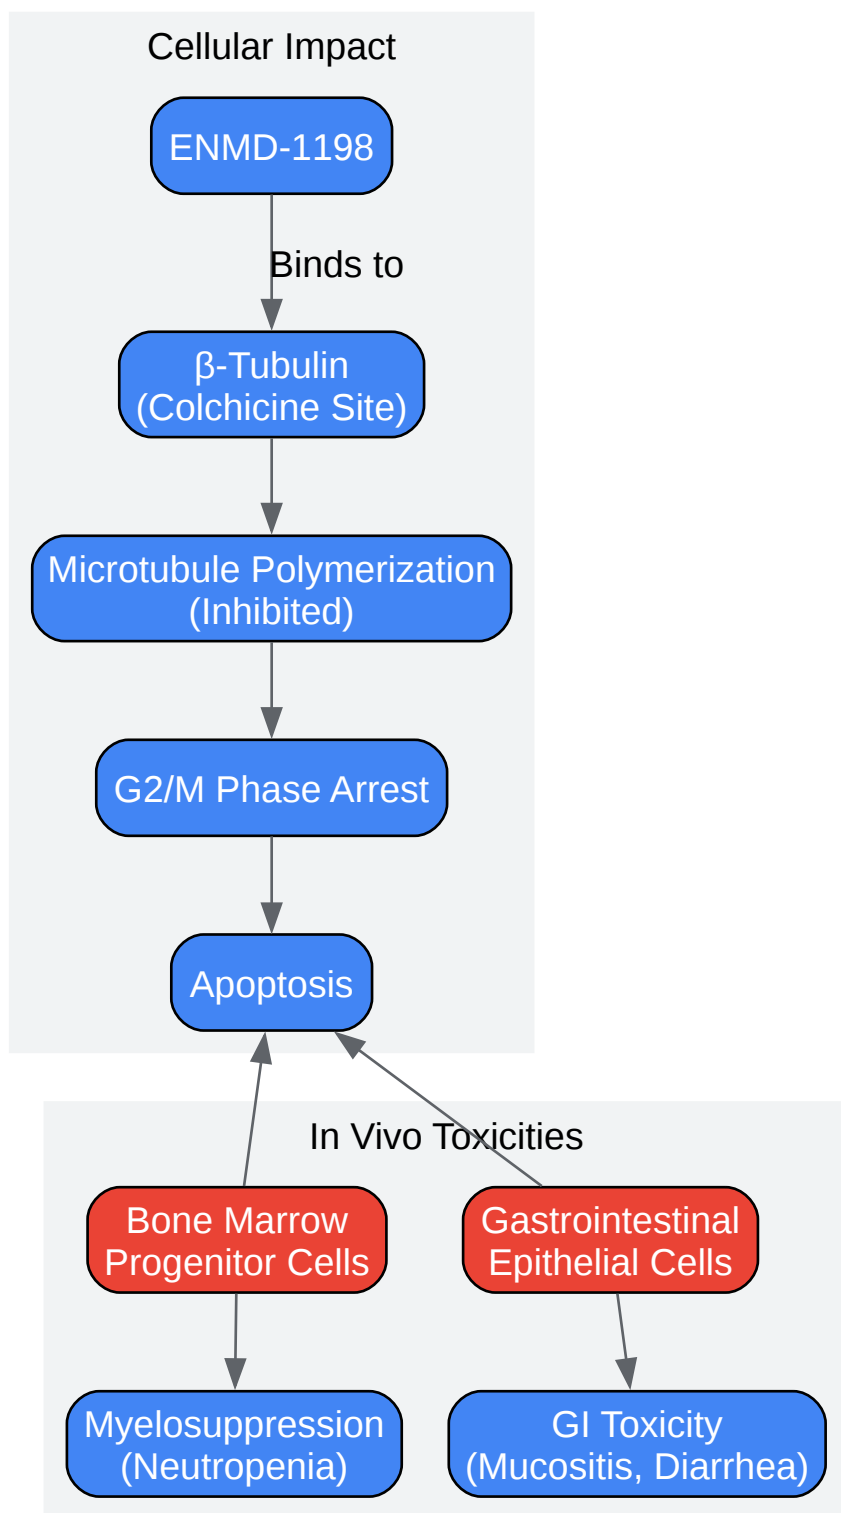 Cellular Impact
ENMD-1198
Binds to
β-Tubulin
(Colchicine Site)
Microtubule Polymerization
(Inhibited)
G2/M Phase Arrest
Apoptosis
In Vivo Toxicities
Bone Marrow
Progenitor Cells
Gastrointestinal
Epithelial Cells
Myelosuppression
(Neutropenia)
GI Toxicity
(Mucositis, Diarrhea)